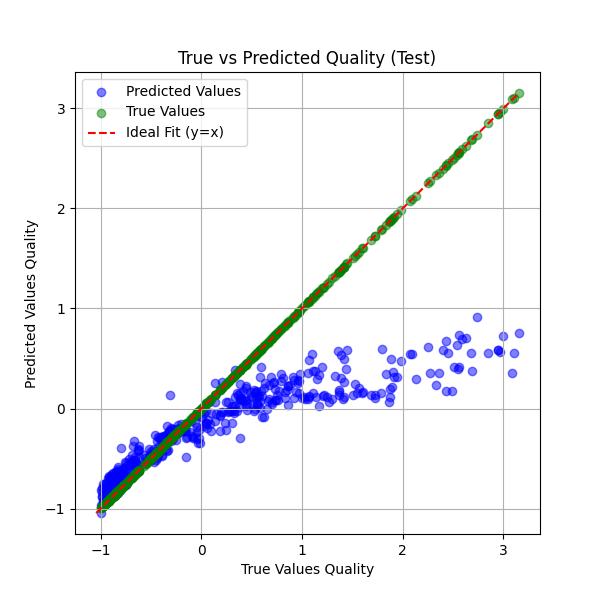 True vs Predicted Quality (Test)
Predicted Values
True Values
Ideal Fit (y=x)
Predicted Values Quality
3
2
1
0
−1
−1 0 1 2 3
True Values Quality